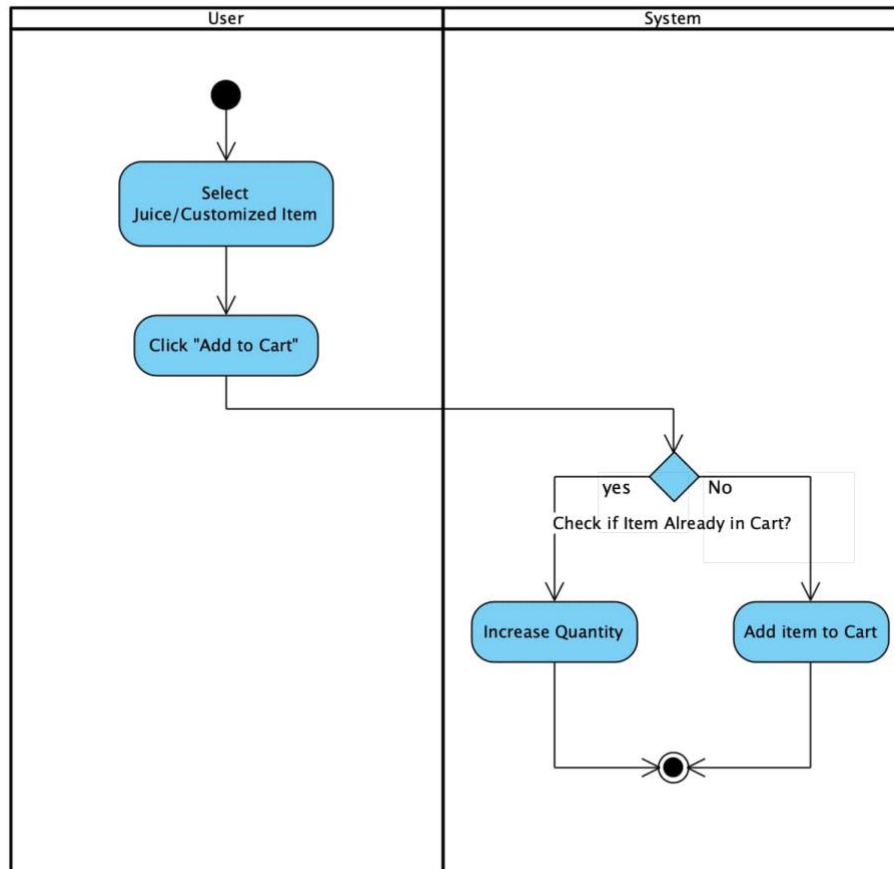 User
System
Select
Juice/Customized Item
Click "Add to Cart"
yes
No
Check if Item Already in Cart?
Increase Quantity
Add item to Cart